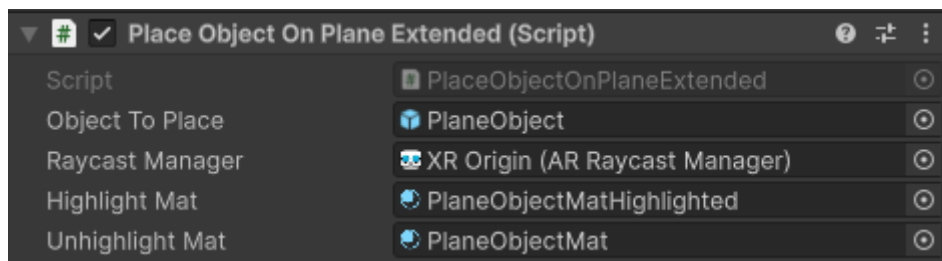 # Place Object On Plane Extended (Script)
Script # PlaceObjectOnPlaneExtended
Object To Place PlaneObject
Raycast Manager XR Origin (AR Raycast Manager)
Highlight Mat PlaneObjectMatHighlighted
Unhighlight Mat PlaneObjectMat